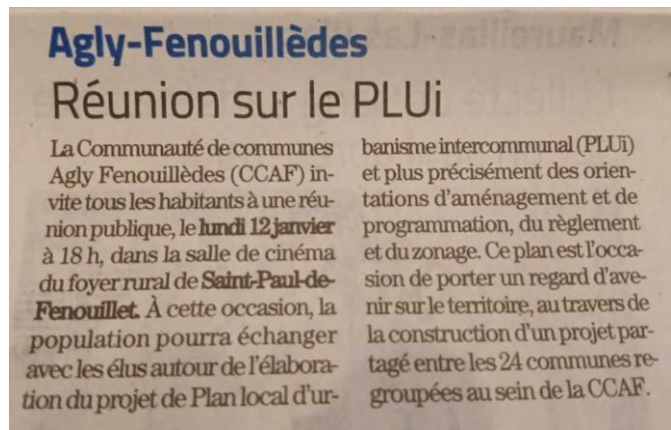 Agly-Fenouillèdes
Réunion sur le PLUi
La Communauté de communes
Agly Fenouillèdes (CCAF) in-
vite tous les habitants à une réu-
nion publique, le lundi 12 janvier
à 18 h, dans la salle de cinéma
du foyer rural de Saint-Paul-de-
Fenouillet. À cette occasion, la
population pourra échanger
avec les élus autour de l'élabora-
tion du projet de Plan local d'ur-
banisme intercommunal (PLUi)
et plus précisément des orien-
tations d'aménagement et de
programmation, du règlement
et du zonage. Ce plan est l'occa-
sion de porter un regard d'ave-
nir sur le territoire, au travers de
la construction d'un projet par-
tagé entre les 24 communes re-
groupées au sein de la CCAF.